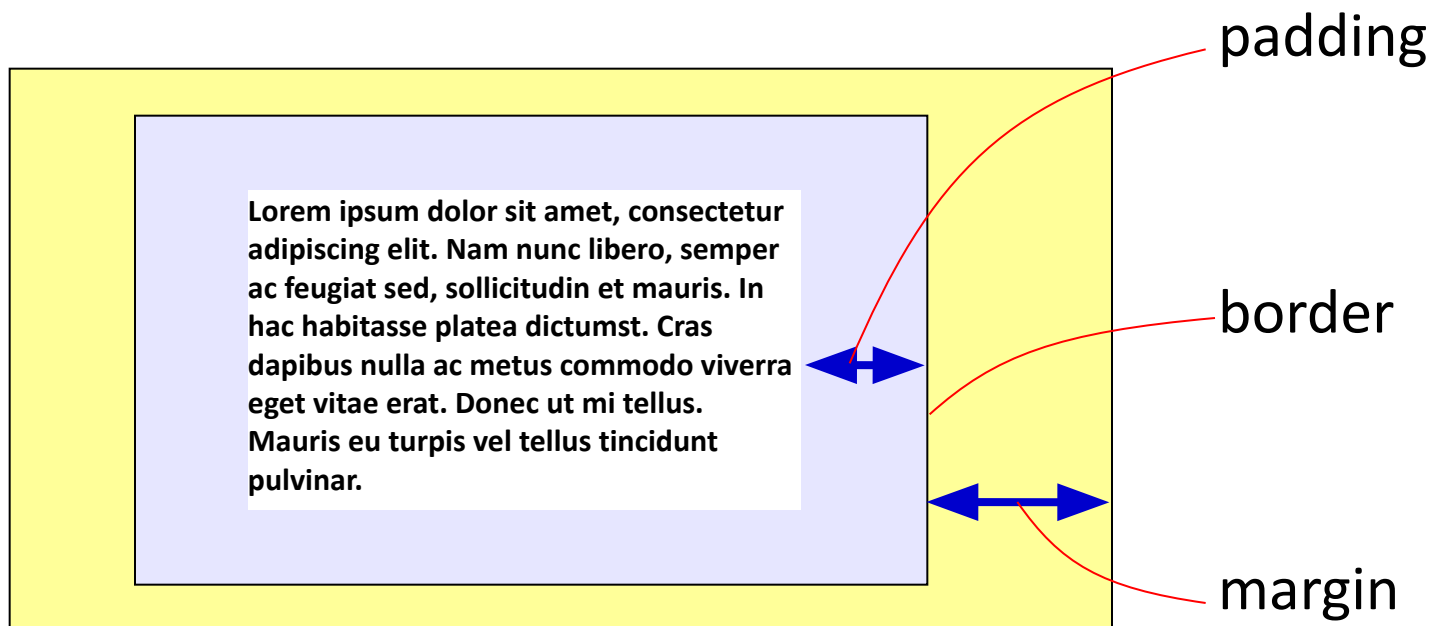 padding
Lorem ipsum dolor sit amet, consectetur
adipiscing elit. Nam nunc libero, semper
ac feugiat sed, sollicitudin et mauris. In
hac habitasse platea dictumst. Cras
dapibus nulla ac metus commodo viverra
eget vitae erat. Donec ut mi tellus.
Mauris eu turpis vel tellus tincidunt
pulvinar.
border
margin